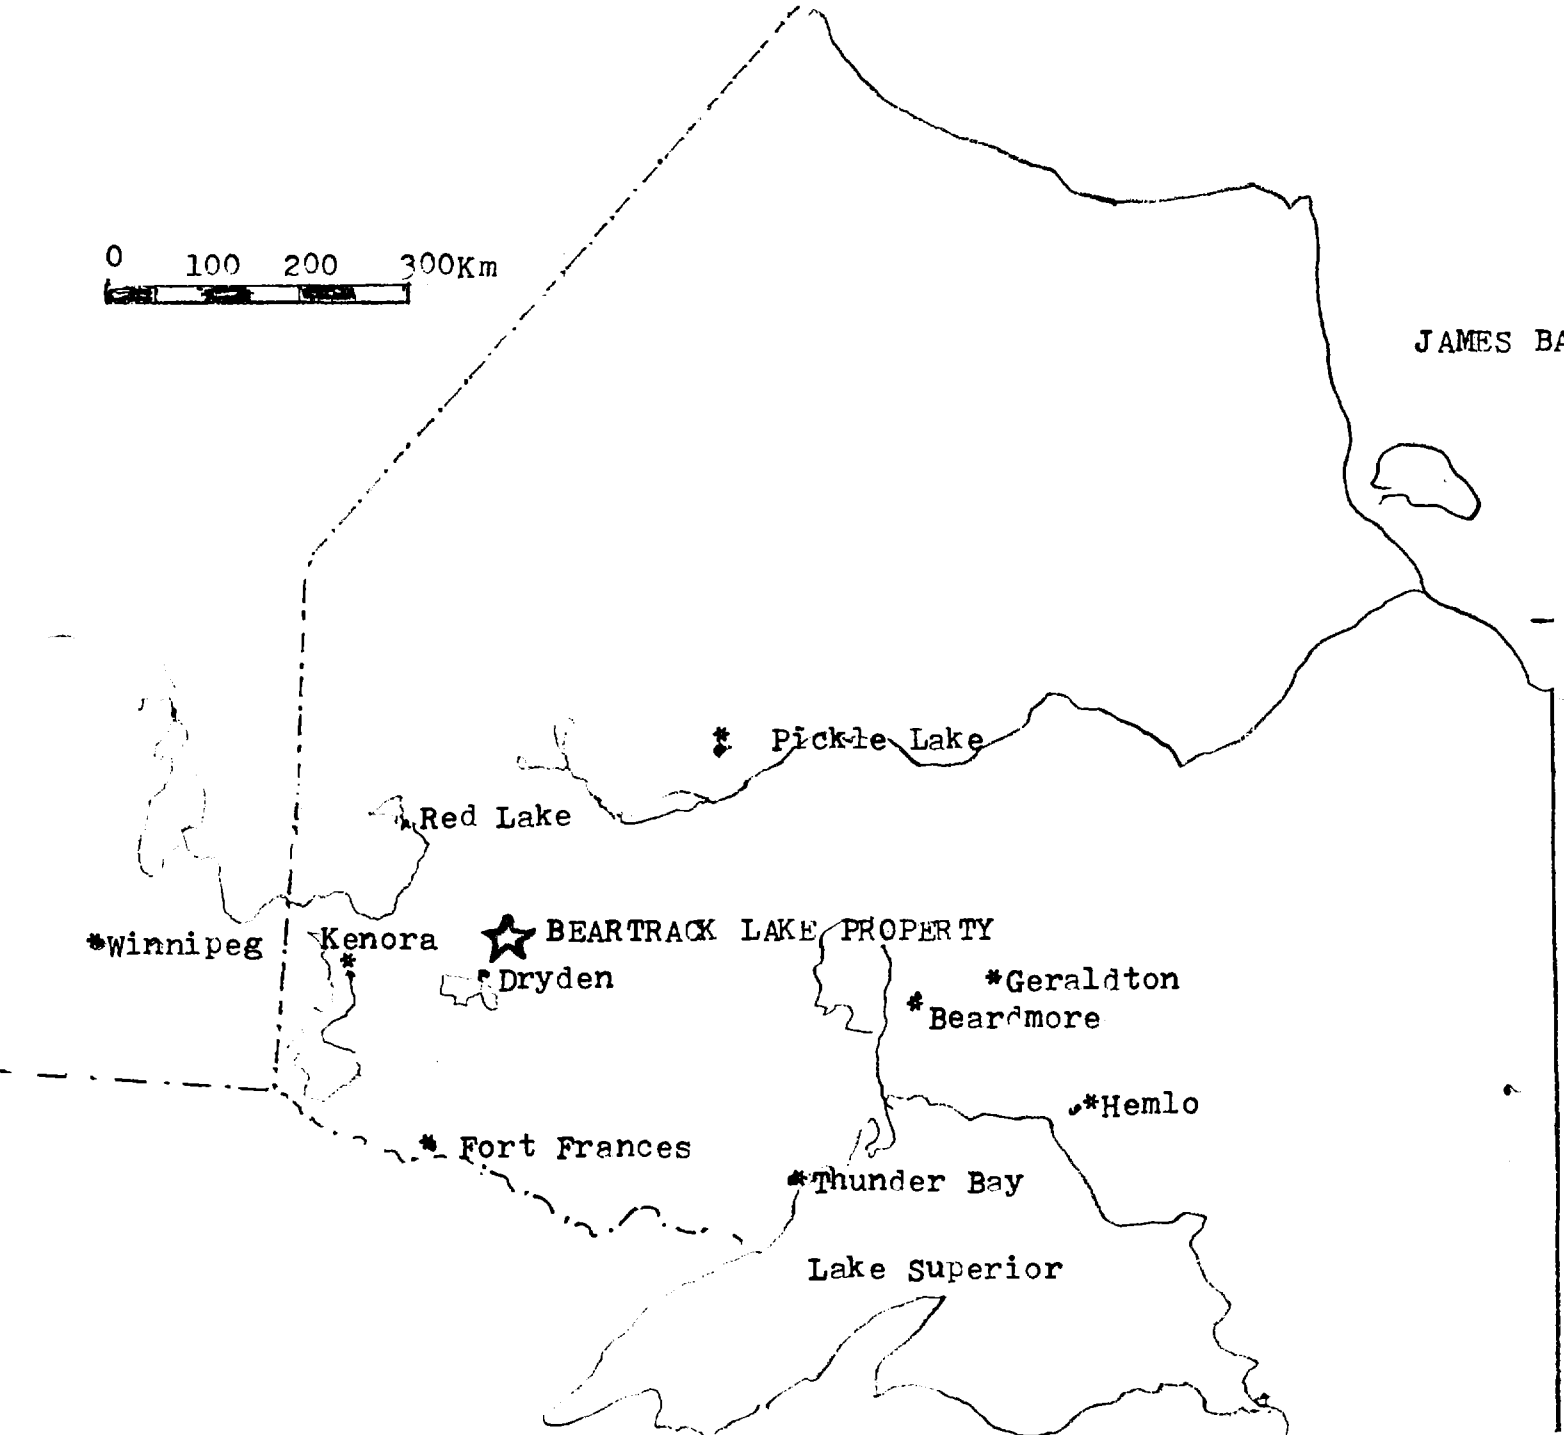 0 100 200 300Km
JAMES BA
Pickle Lake
Red Lake
BEARTRACK LAKE PROPERTY
*Winnipeg
Kenora
Dryden
*Geraldton
Beardmore
*Hemlo
Fort Frances
*Thunder Bay
Lake Superior